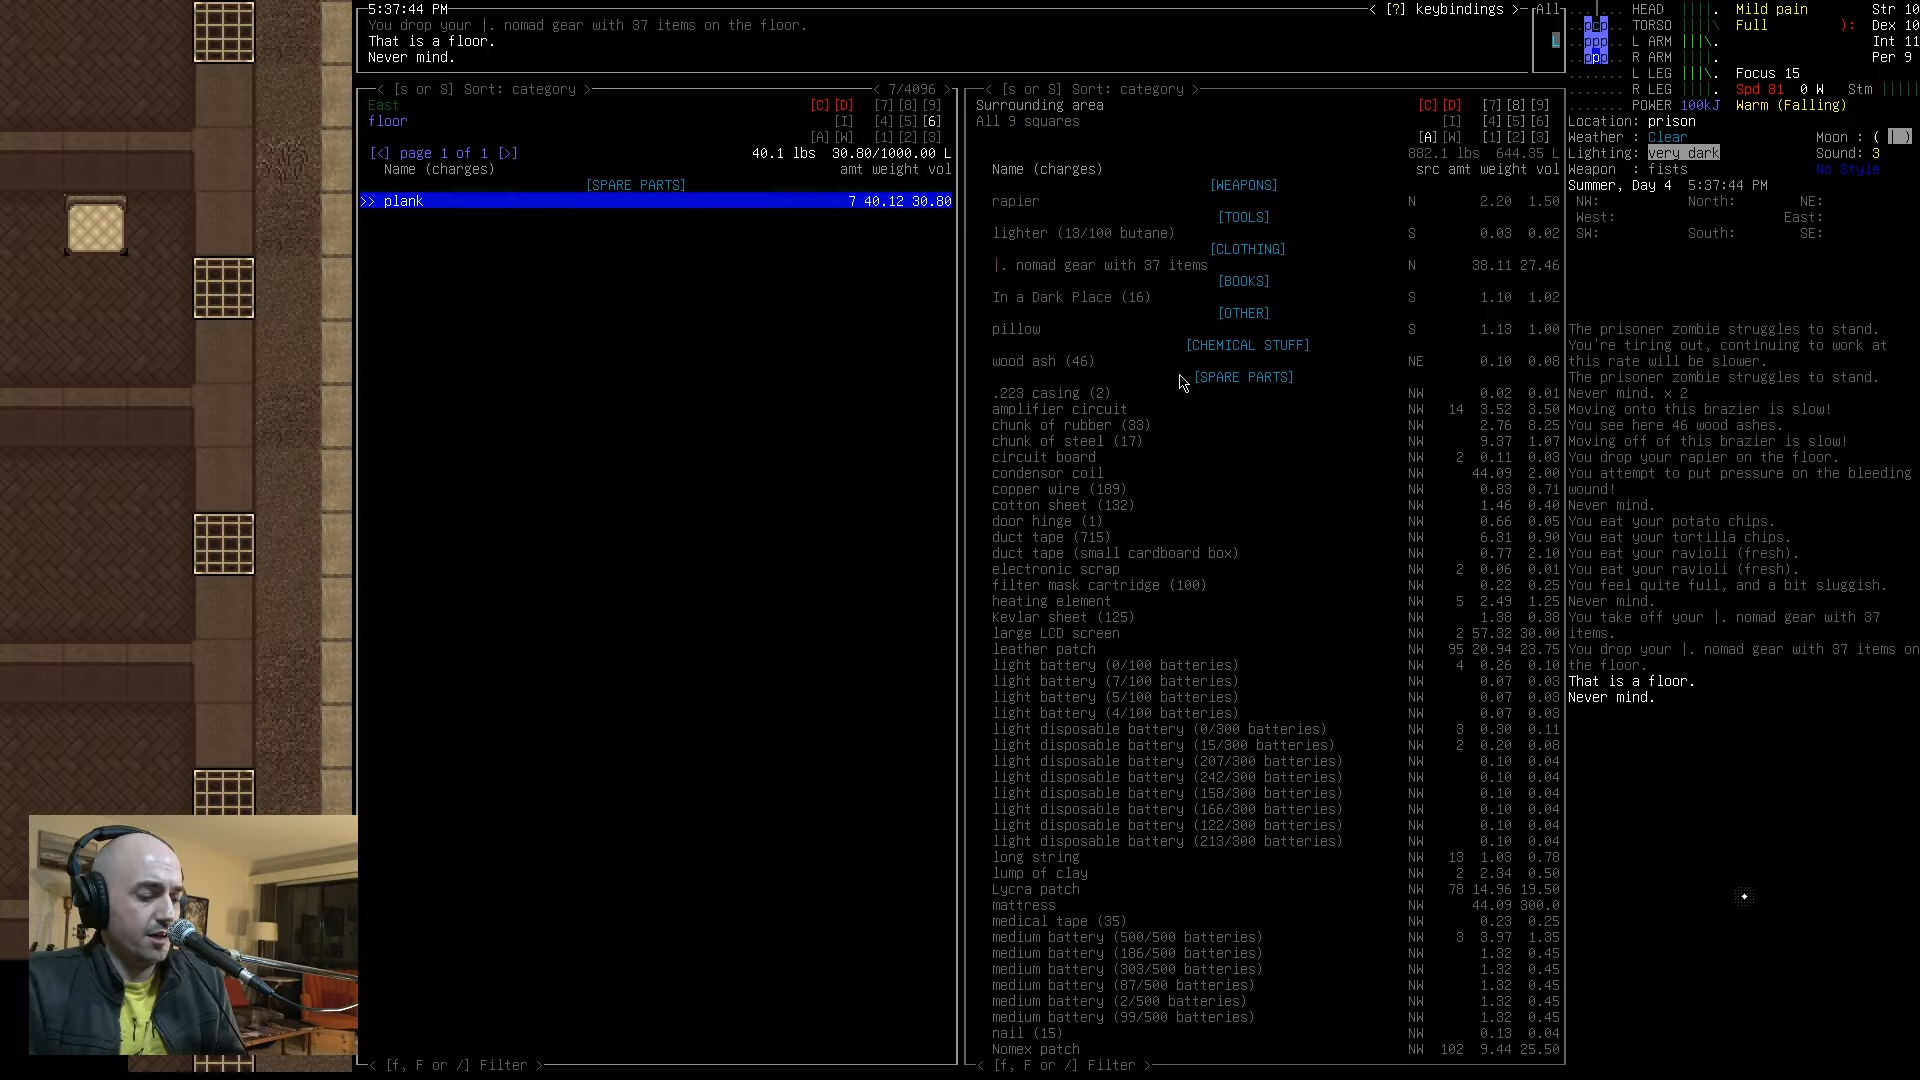 5:37:44 PM < [?] keybindings > All
You drop your |. nomad gear with 37 items on the floor.
That is a floor.
Never mind.
L
HEAD ||||. Mild pain Str 10
TORSO ||||\ Full ): Dex 10
L ARM |||\. Int 11
R ARM |||\. Per 9
L LEG |||\. Focus 15
R LEG ||||. Spd 81 0 W Stm |||||
POWER 100kJ Warm (Falling)
Location: prison
Weather : Clear Moon : ( | )
Lighting: very dark Sound: 3
Weapon : fists No Style
Summer, Day 4 5:37:44 PM
NW: North: NE:
West: East:
SW: South: SE:
< [s or S] Sort: category > < 7/4096 >
East [C] [D] [7] [8] [9]
floor [I] [4] [5] [6]
[A] [W] [1] [2] [3]
[<] page 1 of 1 [>] 40.1 lbs 30.80/1000.00 L
Name (charges) amt weight vol
[SPARE PARTS]
>> plank 7 40.12 30.80
< [f, F or /] Filter >
< [s or S] Sort: category >
Surrounding area [C] [D] [7] [8] [9]
All 9 squares [I] [4] [5] [6]
[A] [W] [1] [2] [3]
882.1 lbs 644.35 L
Name (charges) src amt weight vol
[WEAPONS]
rapier N 2.20 1.50
[TOOLS]
lighter (13/100 butane) S 0.03 0.02
[CLOTHING]
|. nomad gear with 37 items N 38.11 27.46
[BOOKS]
In a Dark Place (16) S 1.10 1.02
[OTHER]
pillow S 1.13 1.00
[CHEMICAL STUFF]
wood ash (46) NE 0.10 0.08
[SPARE PARTS]
.223 casing (2) NW 0.02 0.01
amplifier circuit NW 14 3.52 3.50
chunk of rubber (33) NW 2.76 8.25
chunk of steel (17) NW 9.37 1.07
circuit board NW 2 0.11 0.03
condensor coil NW 44.09 2.00
copper wire (189) NW 0.83 0.71
cotton sheet (132) NW 1.46 0.40
door hinge (1) NW 0.66 0.05
duct tape (715) NW 6.31 0.90
duct tape (small cardboard box) NW 0.77 2.10
electronic scrap NW 2 0.06 0.01
filter mask cartridge (100) NW 0.22 0.25
heating element NW 5 2.49 1.25
Kevlar sheet (125) NW 1.38 0.38
large LCD screen NW 2 57.32 30.00
leather patch NW 95 20.94 23.75
light battery (0/100 batteries) NW 4 0.26 0.10
light battery (7/100 batteries) NW 0.07 0.03
light battery (5/100 batteries) NW 0.07 0.03
light battery (4/100 batteries) NW 0.07 0.03
light disposable battery (0/300 batteries) NW 3 0.30 0.11
light disposable battery (15/300 batteries) NW 2 0.20 0.08
light disposable battery (207/300 batteries) NW 0.10 0.04
light disposable battery (242/300 batteries) NW 0.10 0.04
light disposable battery (158/300 batteries) NW 0.10 0.04
light disposable battery (166/300 batteries) NW 0.10 0.04
light disposable battery (122/300 batteries) NW 0.10 0.04
light disposable battery (213/300 batteries) NW 0.10 0.04
long string NW 13 1.03 0.78
lump of clay NW 2 2.34 0.50
Lycra patch NW 78 14.96 19.50
mattress NW 44.09 300.0
medical tape (35) NW 0.23 0.25
medium battery (500/500 batteries) NW 3 3.97 1.35
medium battery (186/500 batteries) NW 1.32 0.45
medium battery (303/500 batteries) NW 1.32 0.45
medium battery (87/500 batteries) NW 1.32 0.45
medium battery (2/500 batteries) NW 1.32 0.45
medium battery (99/500 batteries) NW 1.32 0.45
nail (15) NW 0.13 0.04
Nomex patch NW 102 9.44 25.50
< [f, F or /] Filter >
The prisoner zombie struggles to stand.
You're tiring out, continuing to work at
this rate will be slower.
The prisoner zombie struggles to stand.
Never mind. x 2
Moving onto this brazier is slow!
You see here 46 wood ashes.
Moving off of this brazier is slow!
You drop your rapier on the floor.
You attempt to put pressure on the bleeding
wound!
Never mind.
You eat your potato chips.
You eat your tortilla chips.
You eat your ravioli (fresh).
You eat your ravioli (fresh).
You feel quite full, and a bit sluggish.
Never mind.
You take off your |. nomad gear with 37
items.
You drop your |. nomad gear with 37 items on
the floor.
That is a floor.
Never mind.